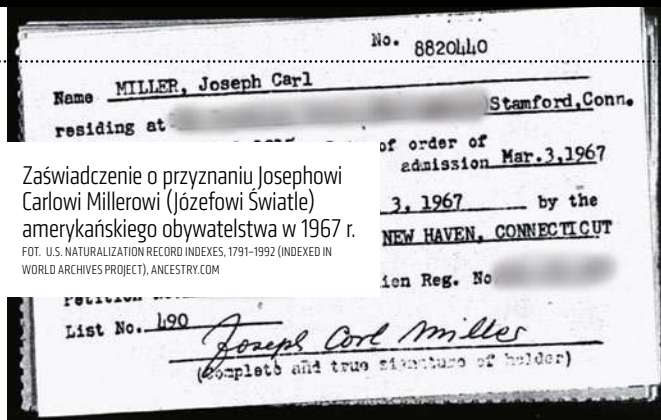 No. 8820440
Name MILLER, Joseph Carl
residing at Stamford, Conn.
of order of
admission Mar.3,1967
3, 1967 by the
NEW HAVEN, CONNECTICUT
ien Reg. No
List No. 490
Joseph Carl Miller
(Complete and true signature of holder)
Zaświadczenie o przyznaniu Josephowi
Carlowi Millerowi (Józefowi Światle)
amerykańskiego obywatelstwa w 1967 r.
FOT. U.S. NATURALIZATION RECORD INDEXES, 1791–1992 (INDEXED IN
WORLD ARCHIVES PROJECT), ANCESTRY.COM